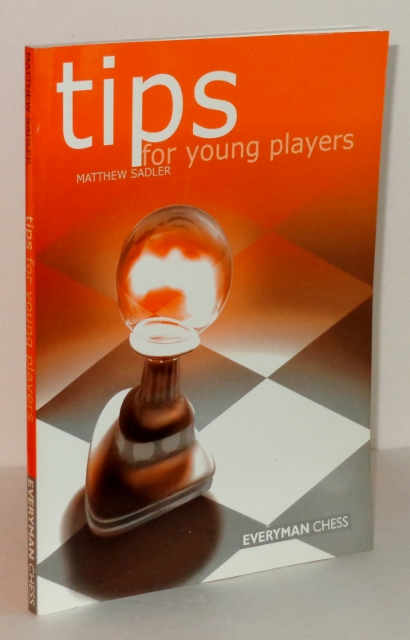 tips
for young players
MATTHEW SADLER
EVERYMAN CHESS
MATTHEW SADLER
tips for young players
EVERYMAN CHESS